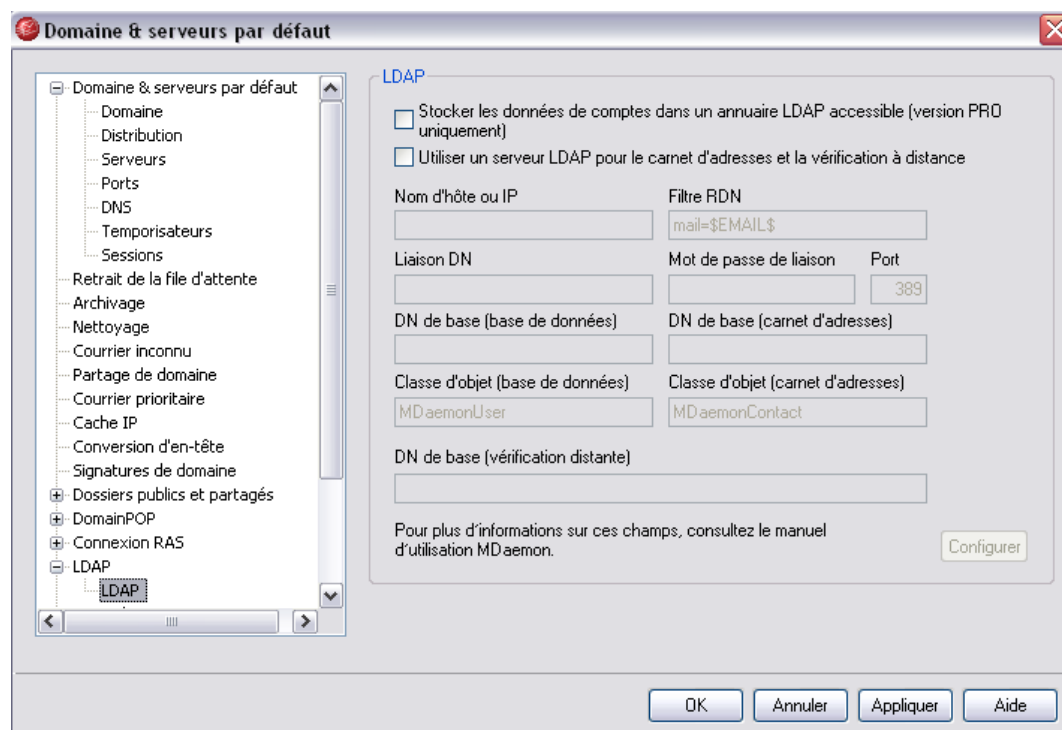 Domaine & serveurs par défaut
Domaine & serveurs par défaut
Domaine
Distribution
Serveurs
Ports
DNS
Temporisateurs
Sessions
Retrait de la file d'attente
Archivage
Nettoyage
Courrier inconnu
Partage de domaine
Courrier prioritaire
Cache IP
Conversion d'en-tête
Signatures de domaine
Dossiers publics et partagés
DomainPOP
Connexion RAS
LDAP
LDAP
LDAP
Stocker les données de comptes dans un annuaire LDAP accessible (version PRO
uniquement)
Utiliser un serveur LDAP pour le carnet d'adresses et la vérification à distance
Nom d'hôte ou IP
Filtre RDN
mail=$EMAIL$
Liaison DN
Mot de passe de liaison
Port
389
DN de base (base de données)
DN de base (carnet d'adresses)
Classe d'objet (base de données)
Classe d'objet (carnet d'adresses)
MDaemonUser
MDaemonContact
DN de base (vérification distante)
Pour plus d'informations sur ces champs, consultez le manuel
d'utilisation MDaemon.
Configurer
OK
Annuler
Appliquer
Aide